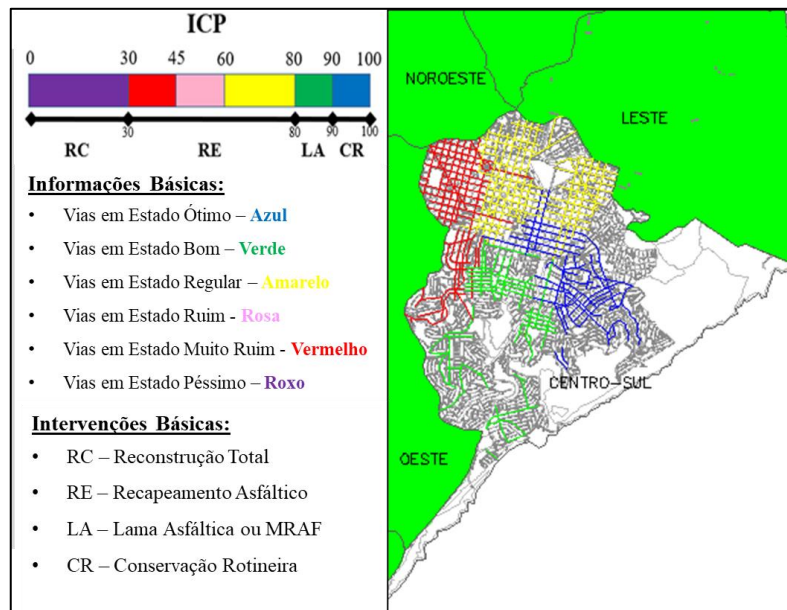 ICP
0 30 45 60 80 90 100
30 80 90 100
RC RE LA CR
Informações Básicas:
• Vias em Estado Ótimo – Azul
• Vias em Estado Bom – Verde
• Vias em Estado Regular – Amarelo
• Vias em Estado Ruim - Rosa
• Vias em Estado Muito Ruim - Vermelho
• Vias em Estado Péssimo – Roxo
Intervenções Básicas:
• RC – Reconstrução Total
• RE – Recapeamento Asfáltico
• LA – Lama Asfáltica ou MRAF
• CR – Conservação Rotineira
NOROESTE
LESTE
CENTRO-SUL
OESTE